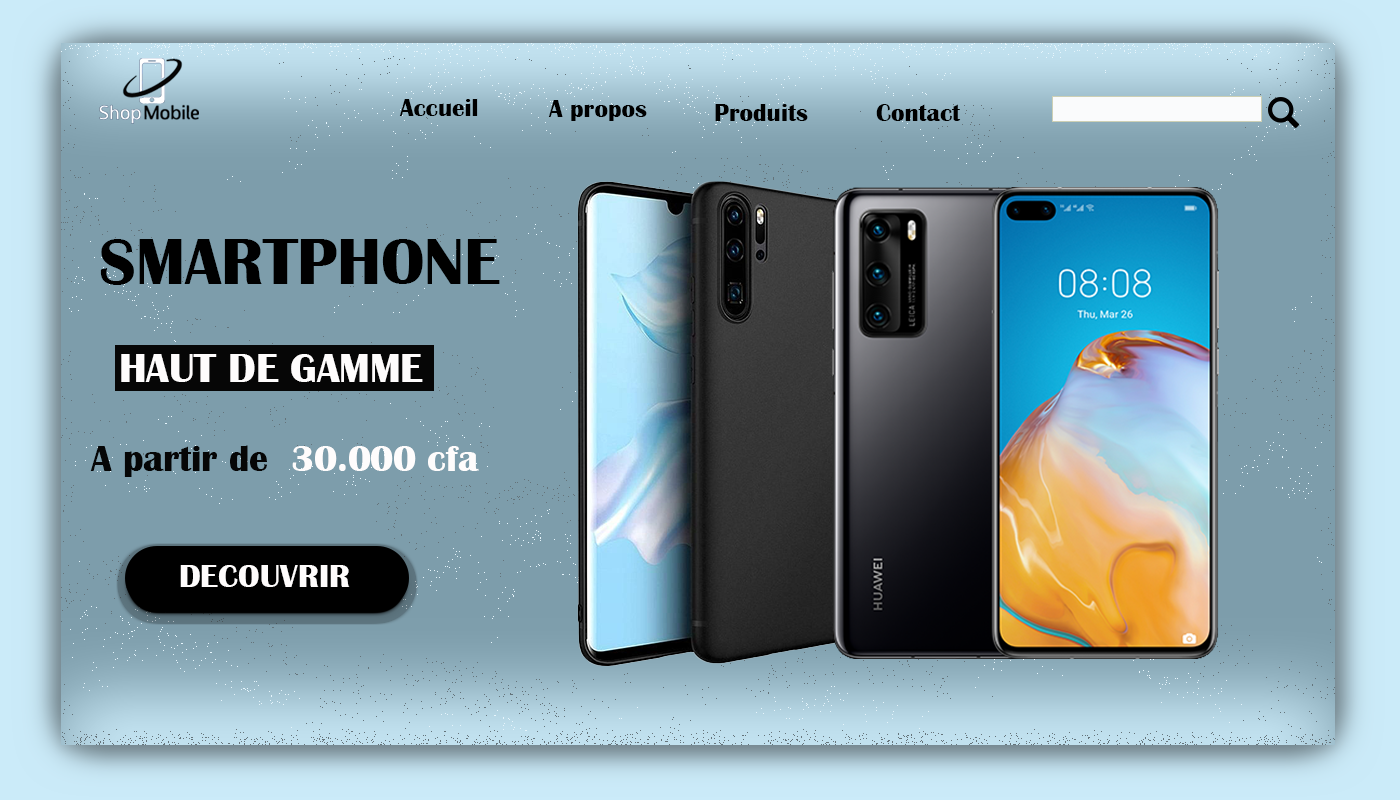 Shop Mobile
Accueil
A propos
Produits
Contact
SMARTPHONE
HAUT DE GAMME
A partir de 30.000 cfa
DECOUVRIR
08:08
Thu, Mar 26
HUAWEI